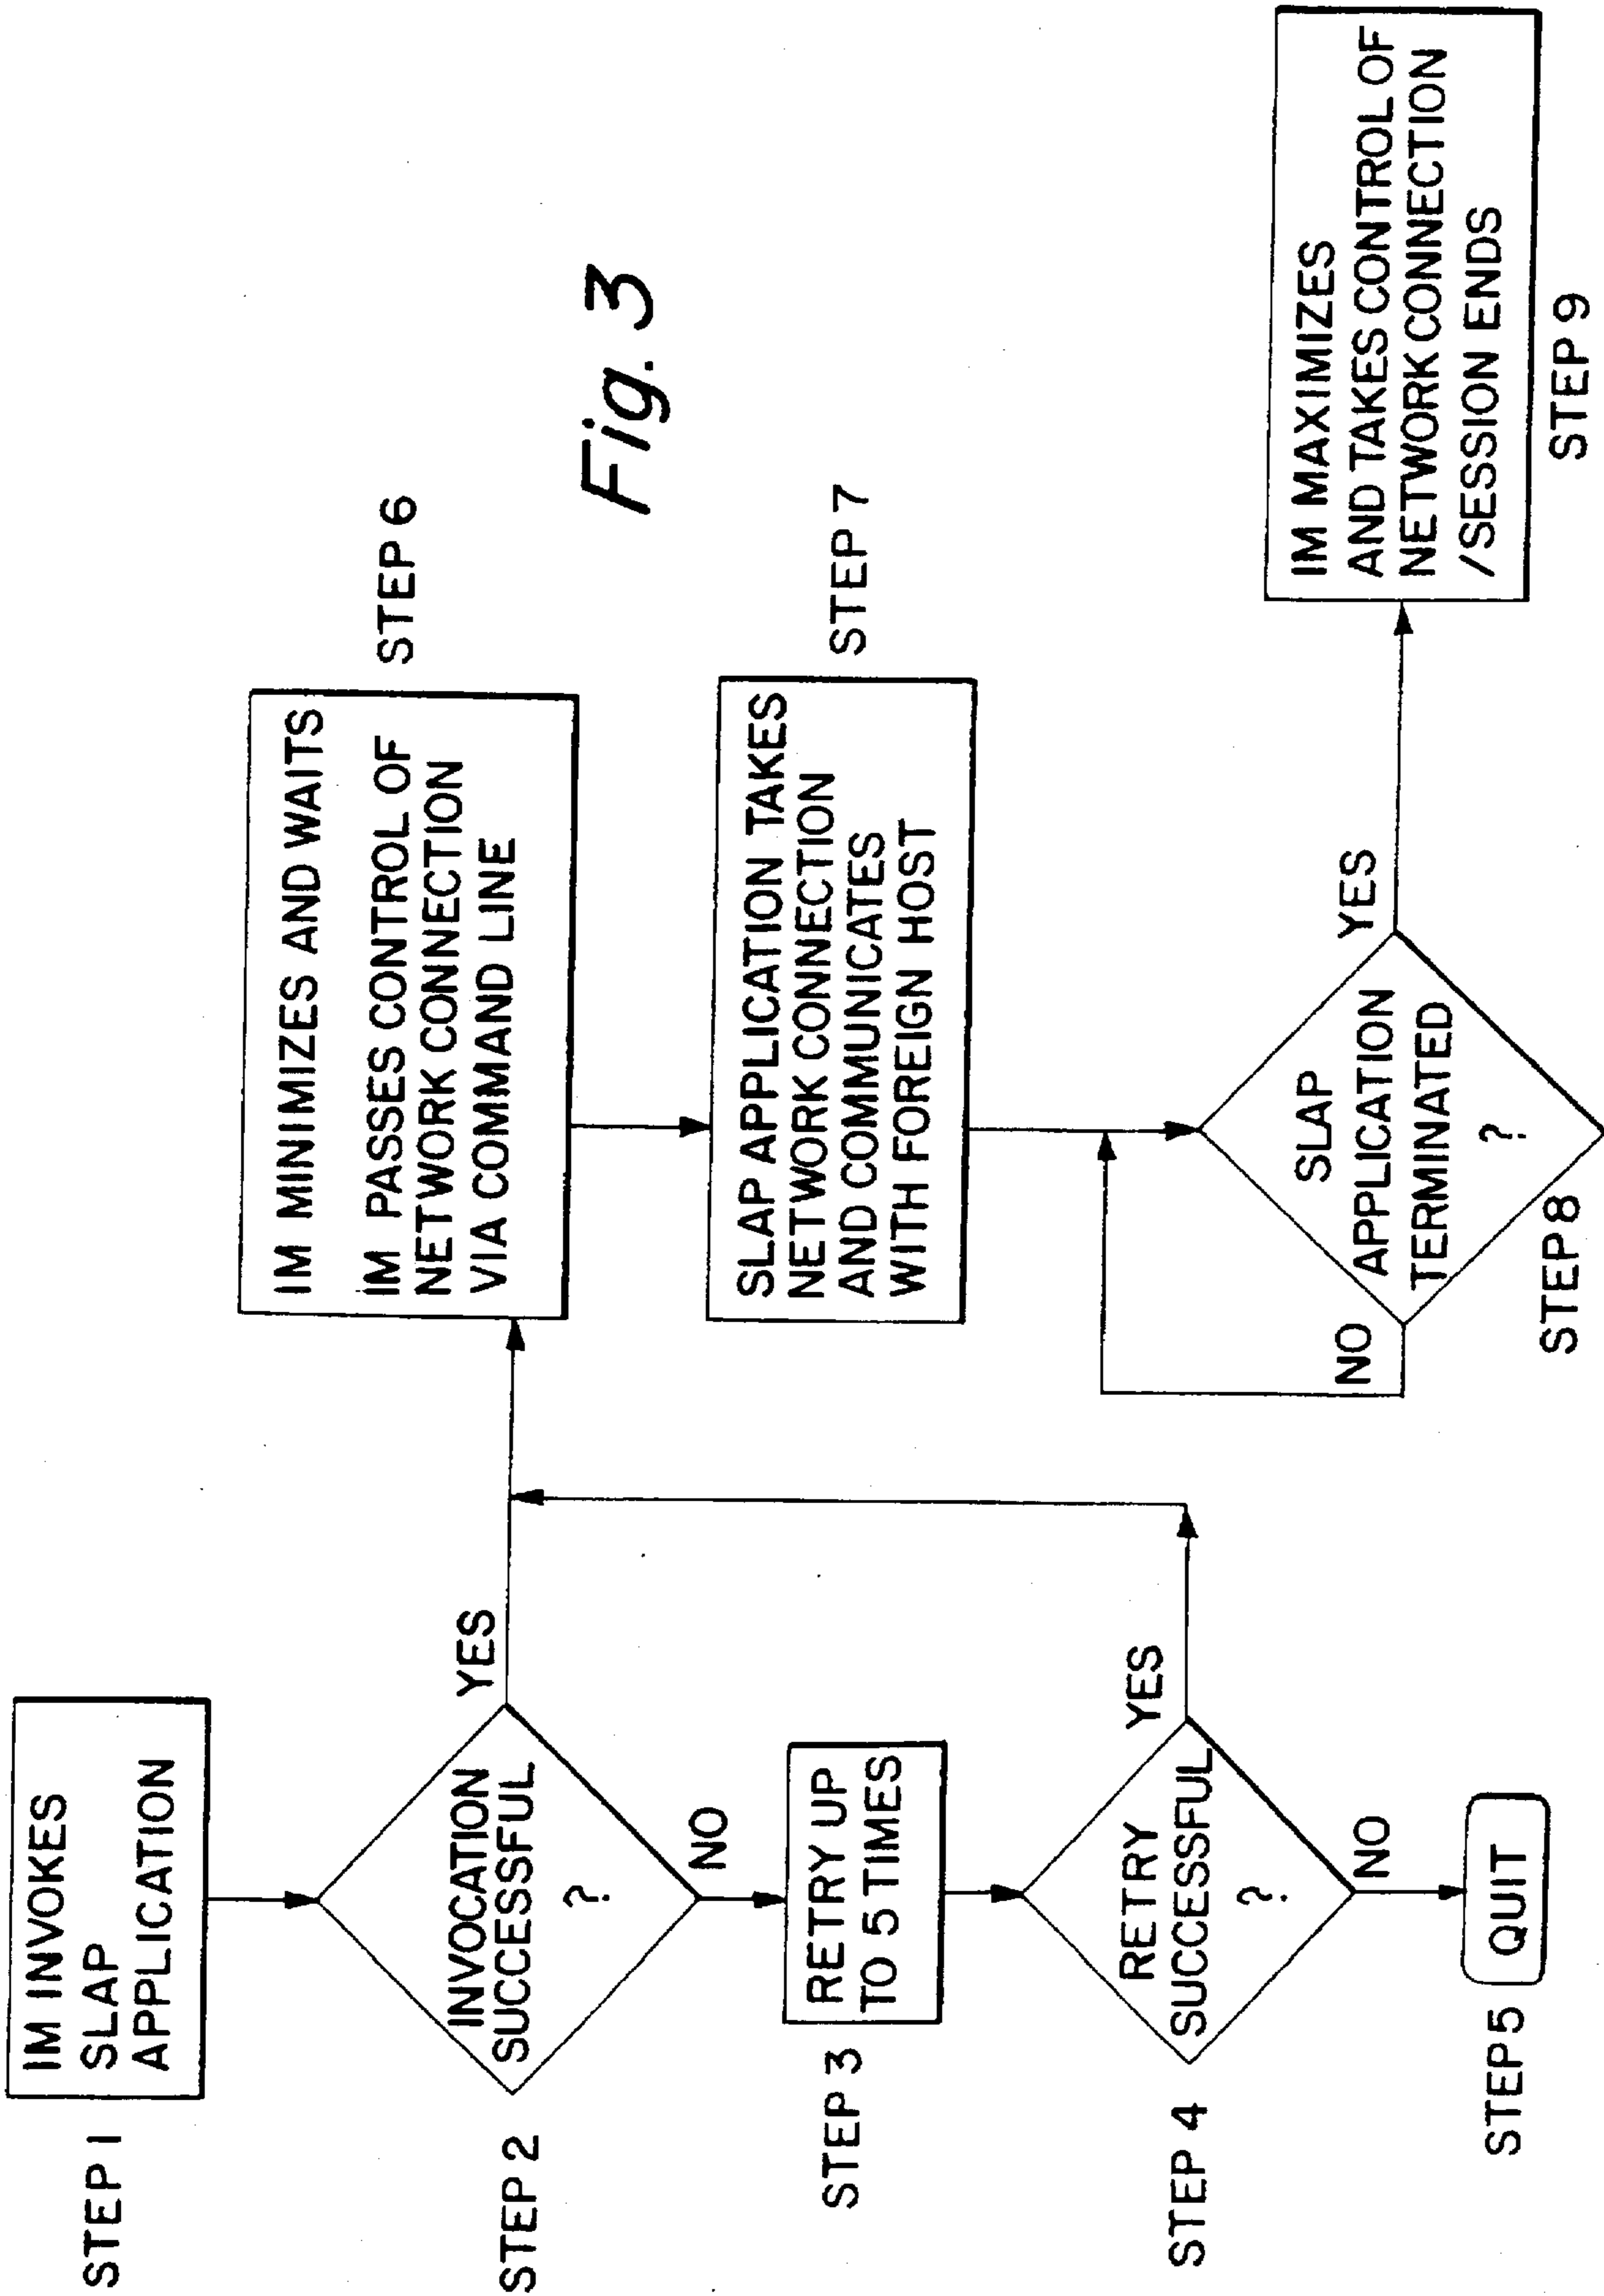 STEP 1
IM INVOKES
SLAP
APPLICATION
STEP 2
INVOCATION
SUCCESSFUL
?
YES
NO
STEP 3
RETRY UP
TO 5 TIMES
STEP 4
RETRY
SUCCESSFUL
?
YES
NO
STEP 5
QUIT
STEP 6
IM MINIMIZES AND WAITS
IM PASSES CONTROL OF
NETWORK CONNECTION
VIA COMMAND LINE
STEP 7
SLAP APPLICATION TAKES
NETWORK CONNECTION
AND COMMUNICATES
WITH FOREIGN HOST
STEP 8
SLAP
APPLICATION
TERMINATED
?
NO
YES
IM MAXIMIZES
AND TAKES CONTROL OF
NETWORK CONNECTION
/SESSION ENDS
STEP 9
Fig. 3